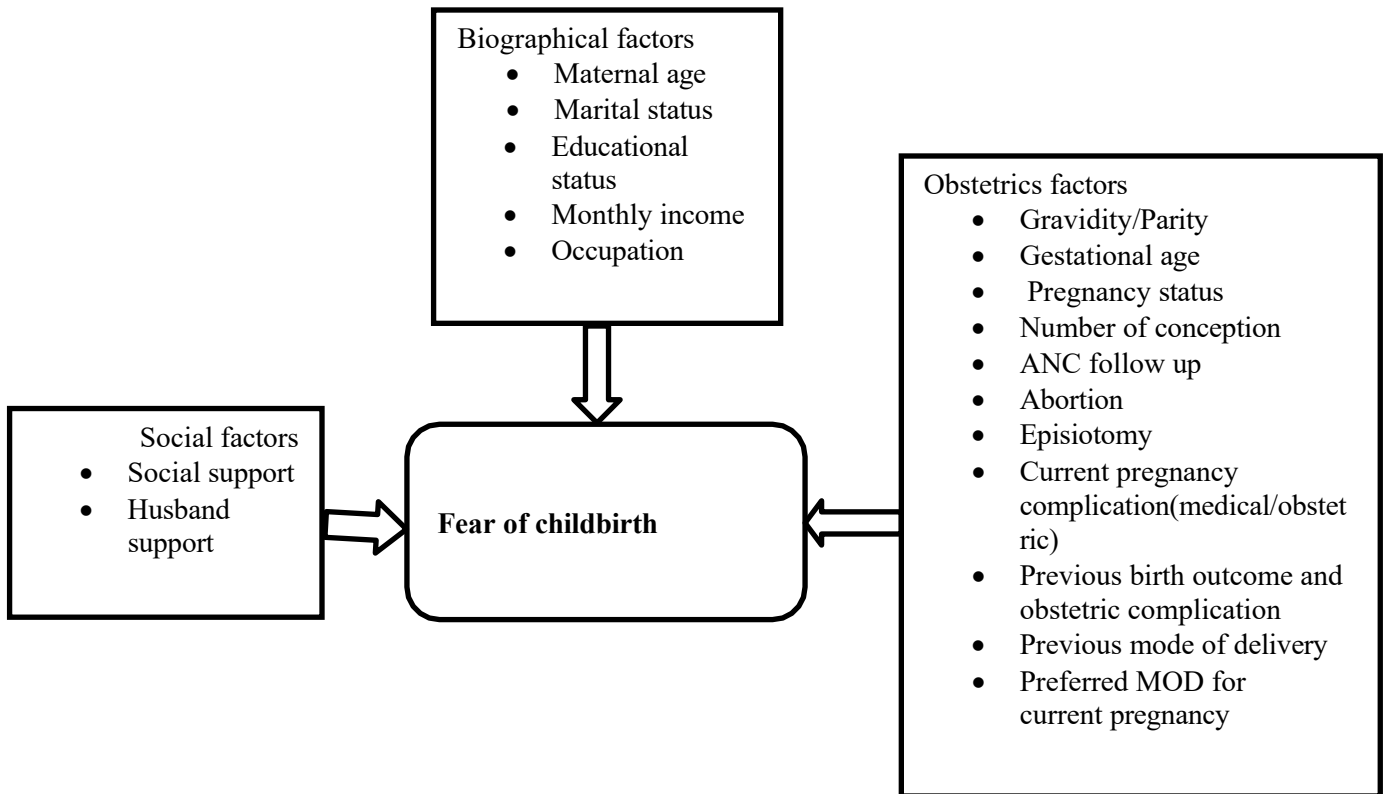 Biographical factors
• Maternal age
• Marital status
• Educational
status
• Monthly income
• Occupation
Social factors
• Social support
• Husband
support
Fear of childbirth
Obstetrics factors
• Gravidity/Parity
• Gestational age
• Pregnancy status
• Number of conception
• ANC follow up
• Abortion
• Episiotomy
• Current pregnancy
complication(medical/obstet
ric)
• Previous birth outcome and
obstetric complication
• Previous mode of delivery
• Preferred MOD for
current pregnancy